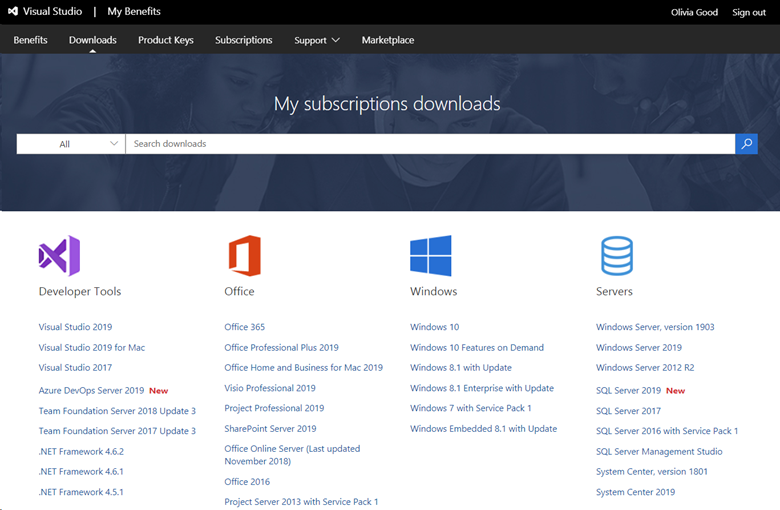 Visual Studio | My Benefits
Olivia Good Sign out
Benefits Downloads Product Keys Subscriptions Support Marketplace
My subscriptions downloads
All Search downloads
Developer Tools
Visual Studio 2019
Visual Studio 2019 for Mac
Visual Studio 2017
Azure DevOps Server 2019 New
Team Foundation Server 2018 Update 3
Team Foundation Server 2017 Update 3
.NET Framework 4.6.2
.NET Framework 4.6.1
.NET Framework 4.5.1
Office
Office 365
Office Professional Plus 2019
Office Home and Business for Mac 2019
Visio Professional 2019
Project Professional 2019
SharePoint Server 2019
Office Online Server (Last updated
November 2018)
Office 2016
Project Server 2013 with Service Pack 1
Windows
Windows 10
Windows 10 Features on Demand
Windows 8.1 with Update
Windows 8.1 Enterprise with Update
Windows 7 with Service Pack 1
Windows Embedded 8.1 with Update
Servers
Windows Server, version 1903
Windows Server 2019
Windows Server 2012 R2
SQL Server 2019 New
SQL Server 2017
SQL Server 2016 with Service Pack 1
SQL Server Management Studio
System Center, version 1801
System Center 2019